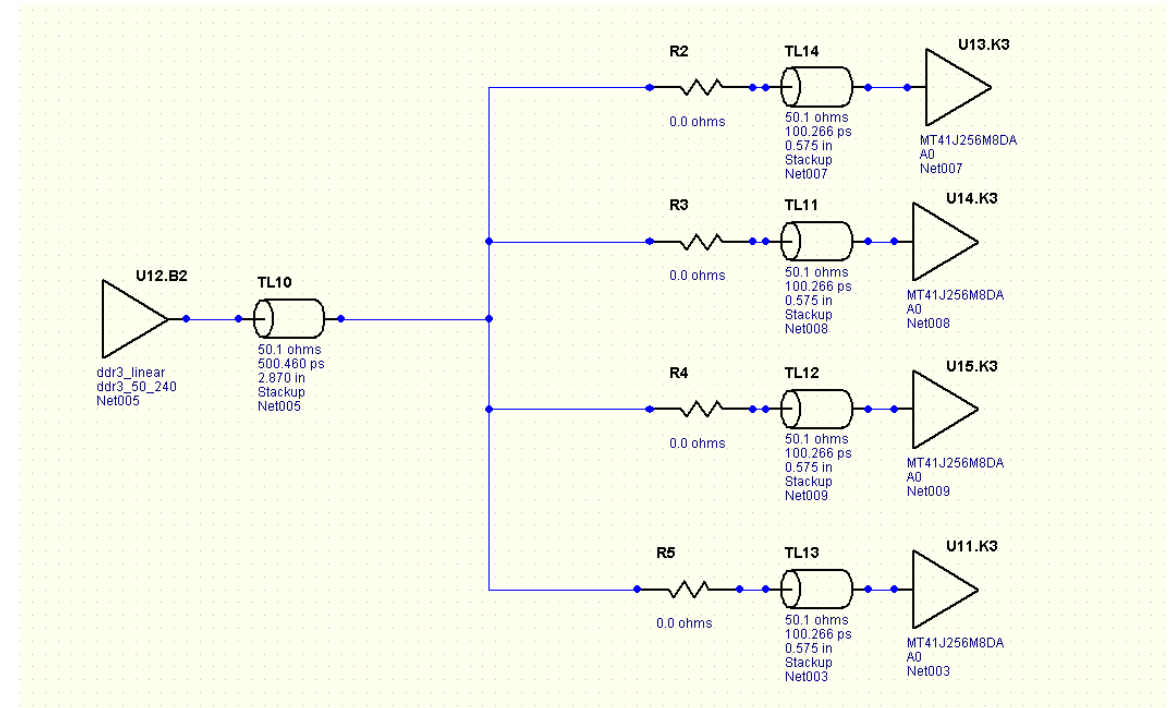 R2
0.0 ohms
TL14
50.1 ohms
100.266 ps
0.575 in
Stackup
Net007
U13.K3
MT41J256M8DA
A0
Net007
R3
0.0 ohms
TL11
50.1 ohms
100.266 ps
0.575 in
Stackup
Net008
U14.K3
MT41J256M8DA
A0
Net008
U12.B2
ddr3_linear
ddr3_50_240
Net005
TL10
50.1 ohms
500.460 ps
2.870 in
Stackup
Net005
R4
0.0 ohms
TL12
50.1 ohms
100.266 ps
0.575 in
Stackup
Net009
U15.K3
MT41J256M8DA
A0
Net009
R5
0.0 ohms
TL13
50.1 ohms
100.266 ps
0.575 in
Stackup
Net003
U11.K3
MT41J256M8DA
A0
Net003